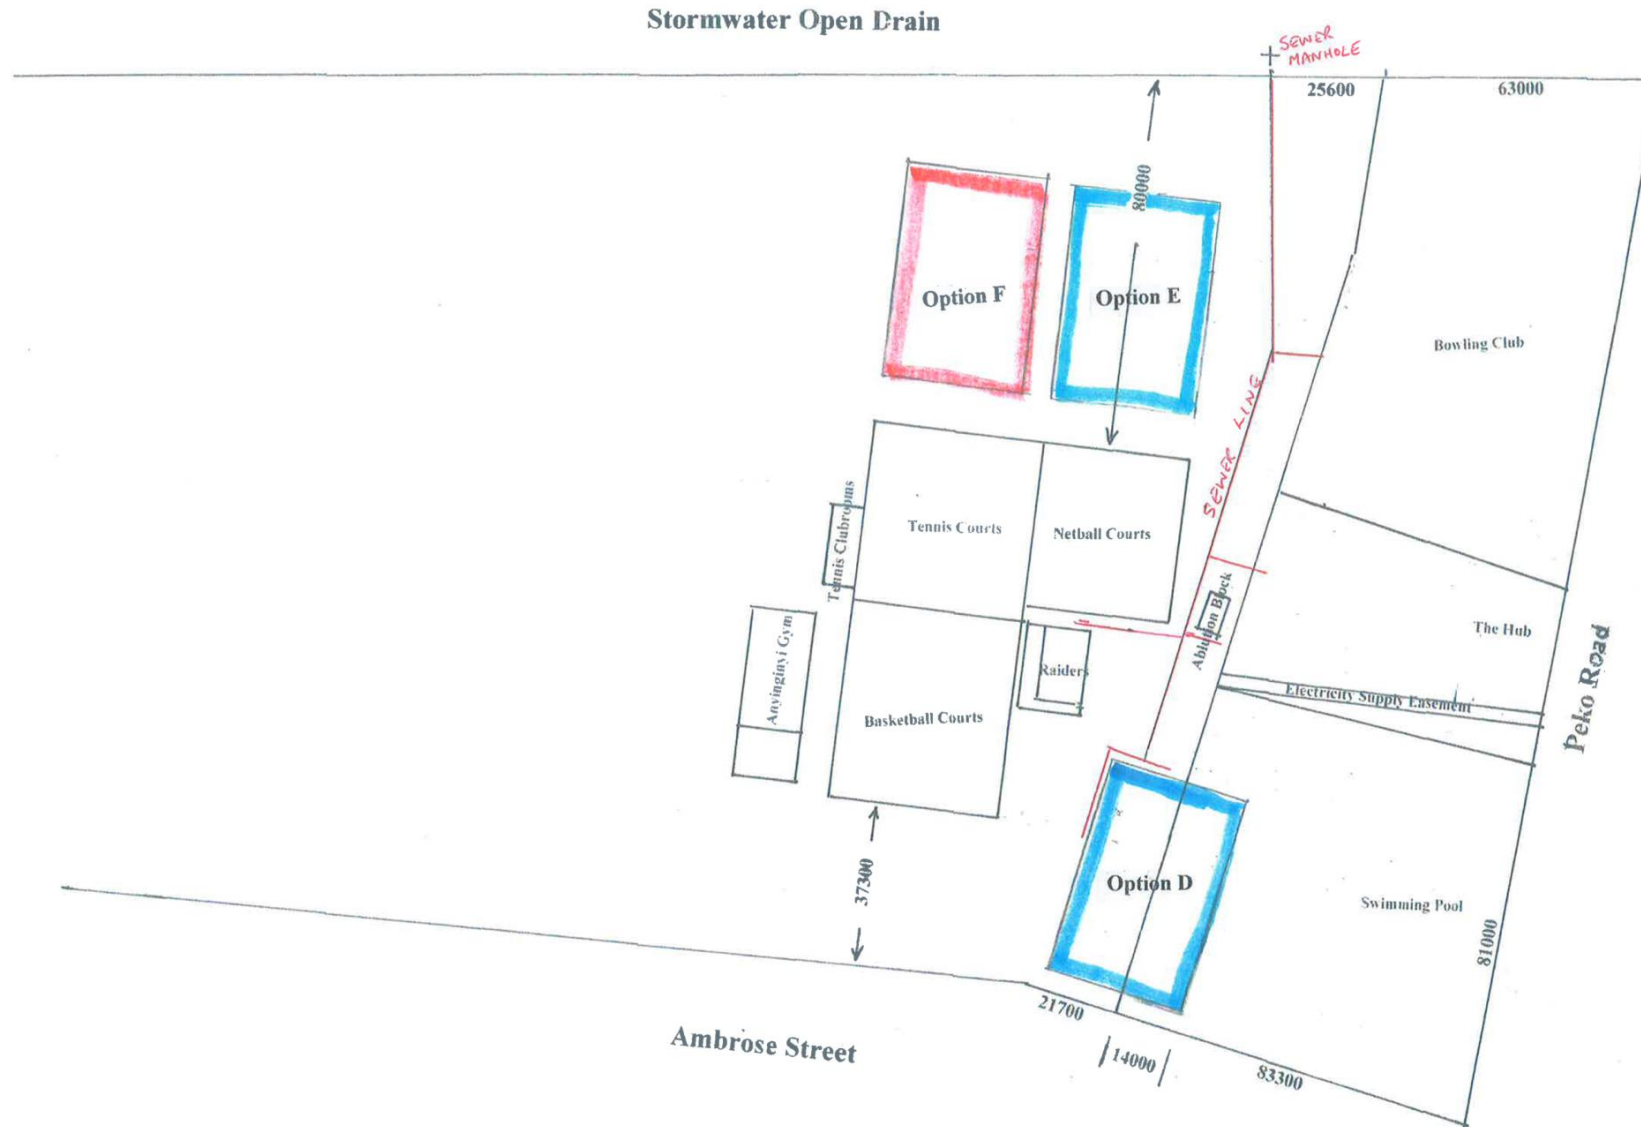 Stormwater Open Drain
SEWER
MANHOLE
25600
63000
80000
Option F
Option E
Bowling Club
SEWER LINE
Tennis Clubrooms
Tennis Courts
Netball Courts
Ablution Block
The Hub
Anyinginyi Gym
Raiders
Electricity Supply Easement
Peko Road
Basketball Courts
37300
Option D
Swimming Pool
81000
21700
Ambrose Street
14000
83300